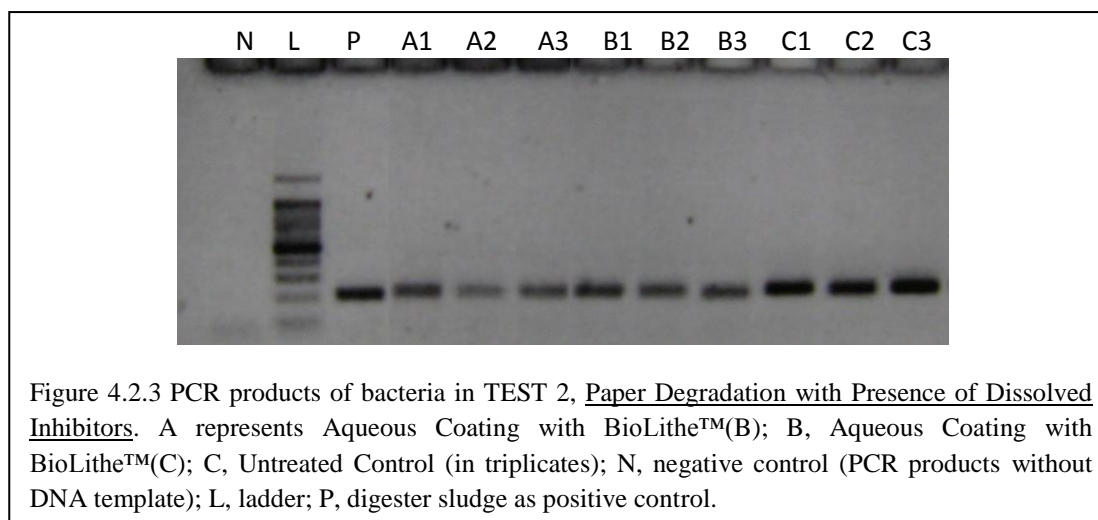 N L P A1 A2 A3 B1 B2 B3 C1 C2 C3
Figure 4.2.3 PCR products of bacteria in TEST 2, Paper Degradation with Presence of Dissolved
Inhibitors. A represents Aqueous Coating with BioLithe™(B); B, Aqueous Coating with
BioLithe™(C); C, Untreated Control (in triplicates); N, negative control (PCR products without
DNA template); L, ladder; P, digester sludge as positive control.